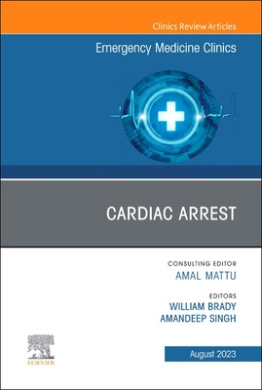 Clinics Review Articles
Emergency Medicine Clinics
CARDIAC ARREST
CONSULTING EDITOR
AMAL MATTU
EDITORS
WILLIAM BRADY
AMANDEEP SINGH
ELSEVIER
August 2023